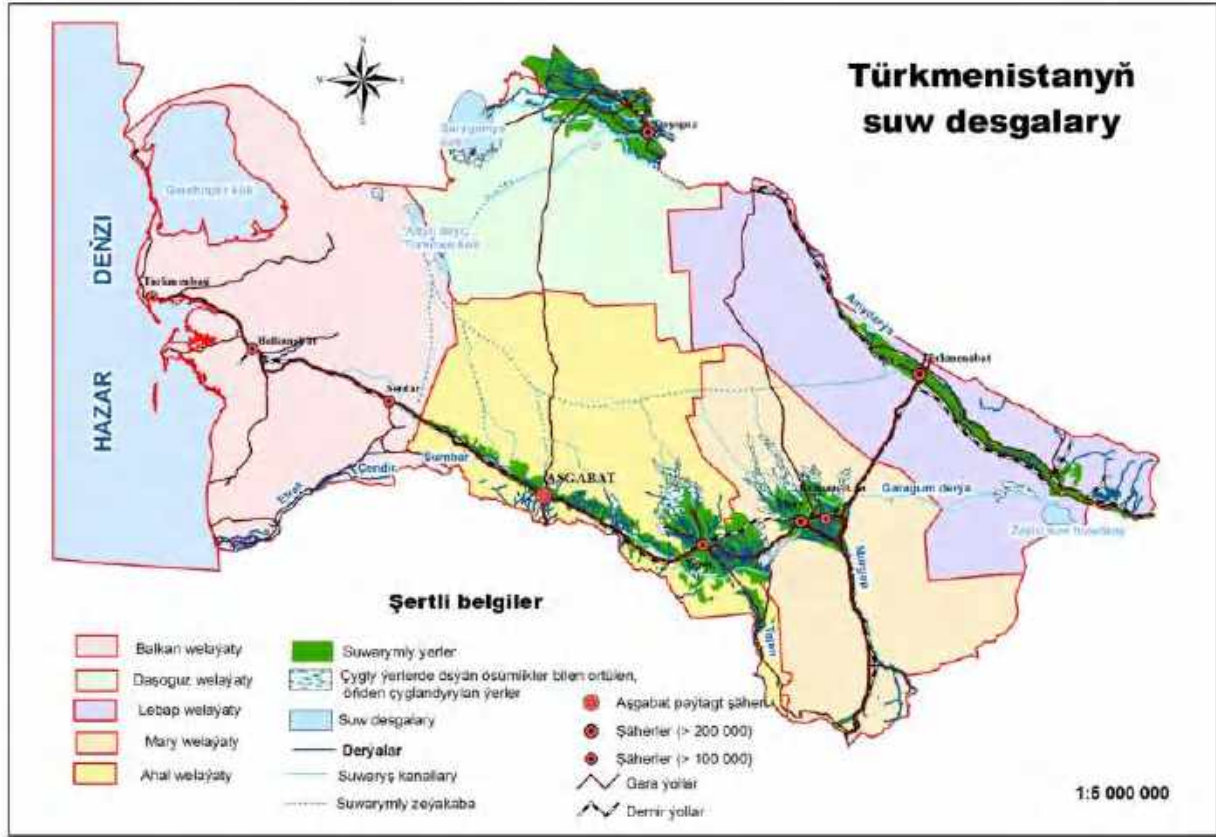 Türkmenistanyň
suw desgalary
N
W
E
S
HAZAR DEŇZI
Türkmenbaşi
Balkanabat
Serdar
Etrek
Çendir
Sumbar
AŞGABAT
Tejen
Murgap
Garagum derýa
Amyderýa
Türkmenabat
Daşoguz
Şertli belgiler
Balkan welaýaty
Daşoguz welaýaty
Lebap welaýaty
Mary welaýaty
Ahal welaýaty
Suwarymly ýerler
Çygly ýerlerde ösýän ösümlikler bilen örtülen,
öňden çyglandyrylan ýerler
Suw desgalary
Derýalar
Suwaryş kanallary
Suwarymly zeýakaba
Aşgabat paýtagt şäheri
Şäherler (> 200 000)
Şäherler (> 100 000)
Gara ýollar
Demir ýollar
1:5 000 000